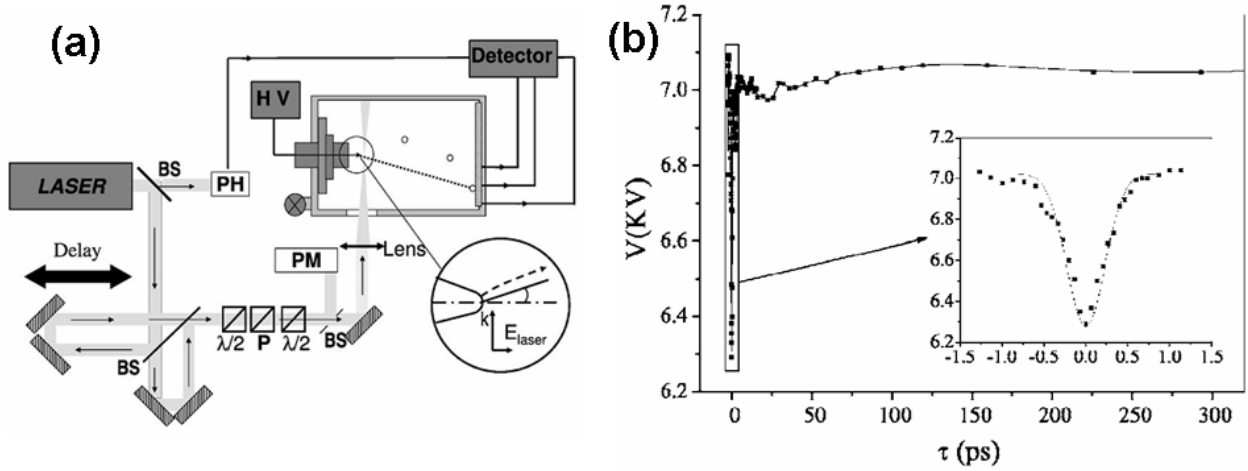 (a)
Detector
H V
BS
LASER
PH
Delay
Lens
PM
BS
λ/2 P λ/2 BS
k
E laser
(b)
V(KV)
7.2
7.0
6.8
6.6
6.4
6.2
0 50 100 150 200 250 300
τ (ps)
7.2
7.0
6.8
6.6
6.4
6.2
-1.5 -1.0 -0.5 0.0 0.5 1.0 1.5